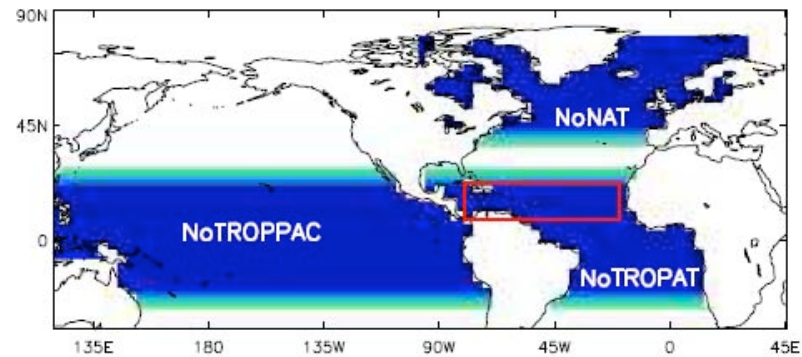 90N
45N
NoNAT
NoTROPPAC
0
NoTROPAT
135E 180 135W 90W 45W 0 45E